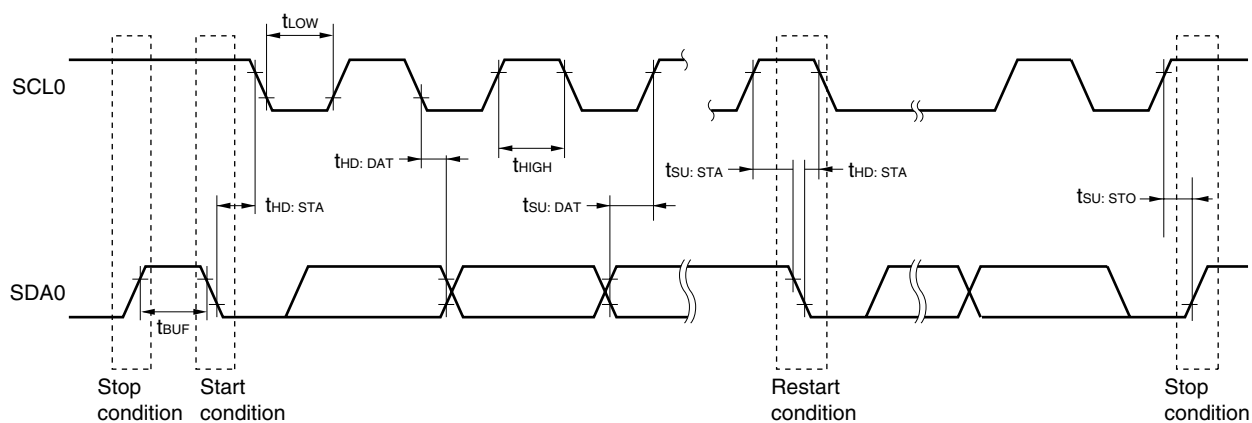 tLOW
SCL0
tHD: DAT
tHIGH
tSU: STA
tHD: STA
tHD: STA
tSU: DAT
tSU: STO
SDA0
tBUF
Stop
condition
Start
condition
Restart
condition
Stop
condition